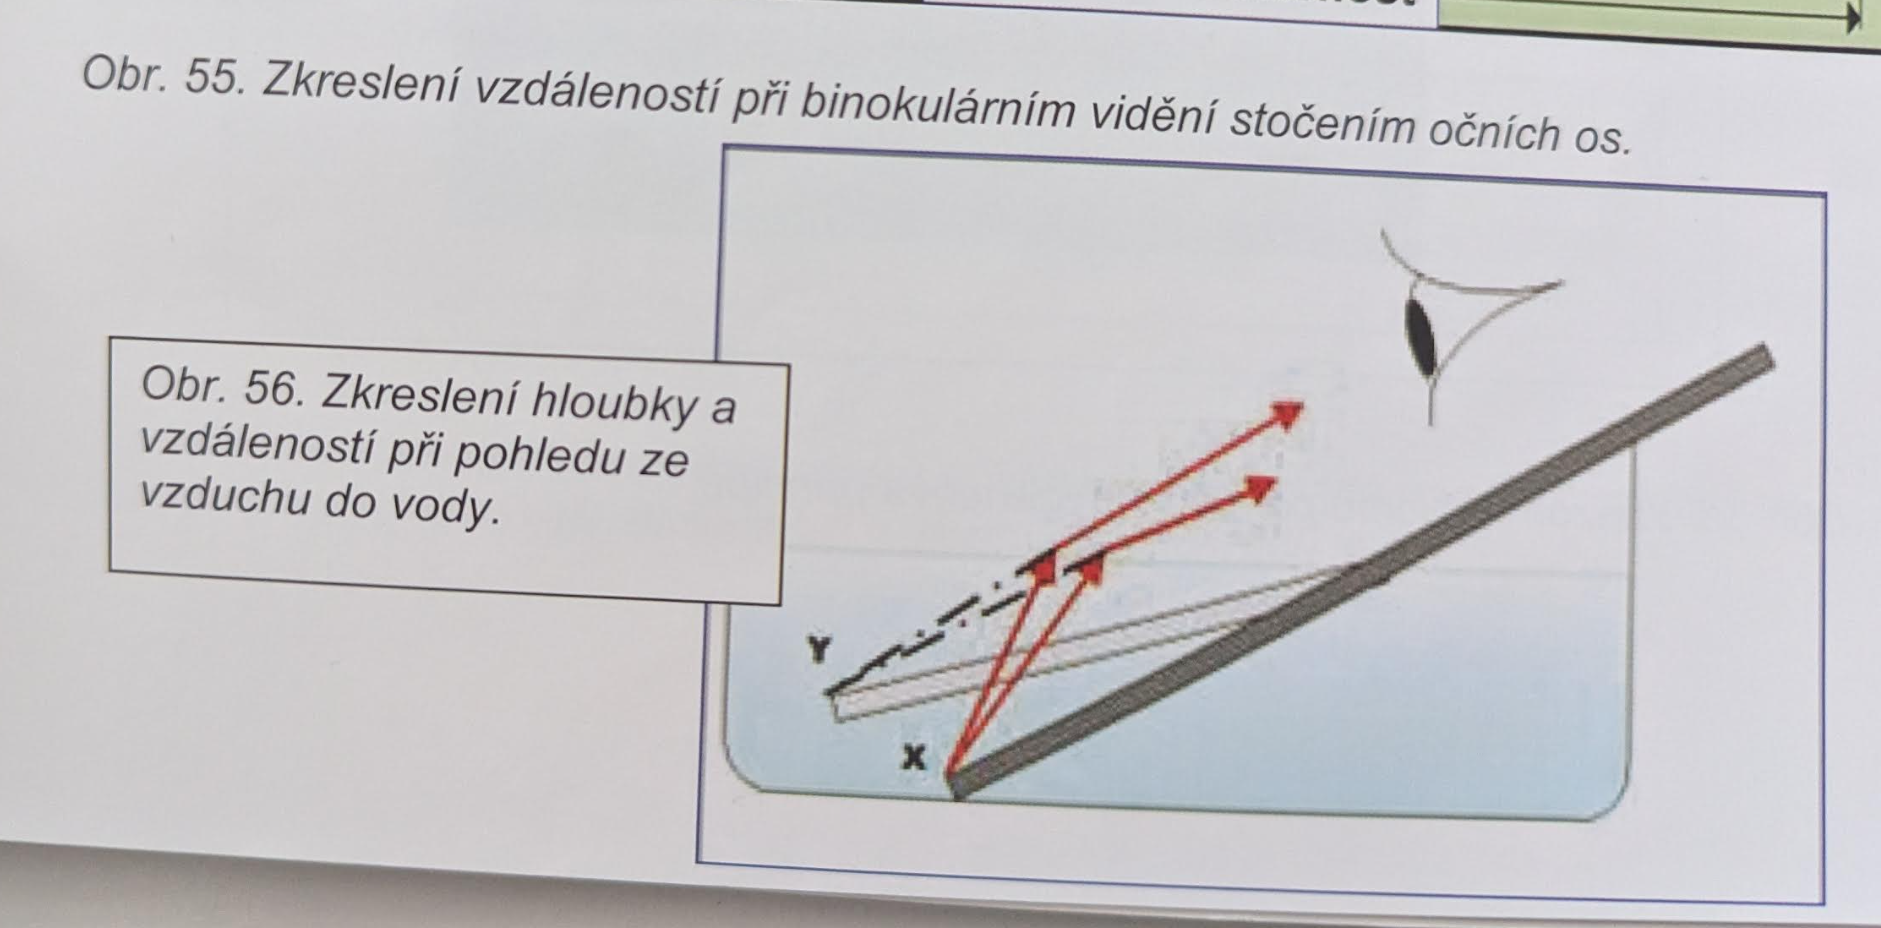 Obr. 55. Zkreslení vzdáleností při binokulárním vidění stočením očních os.
Obr. 56. Zkreslení hloubky a
vzdáleností při pohledu ze
vzduchu do vody.
Y
X